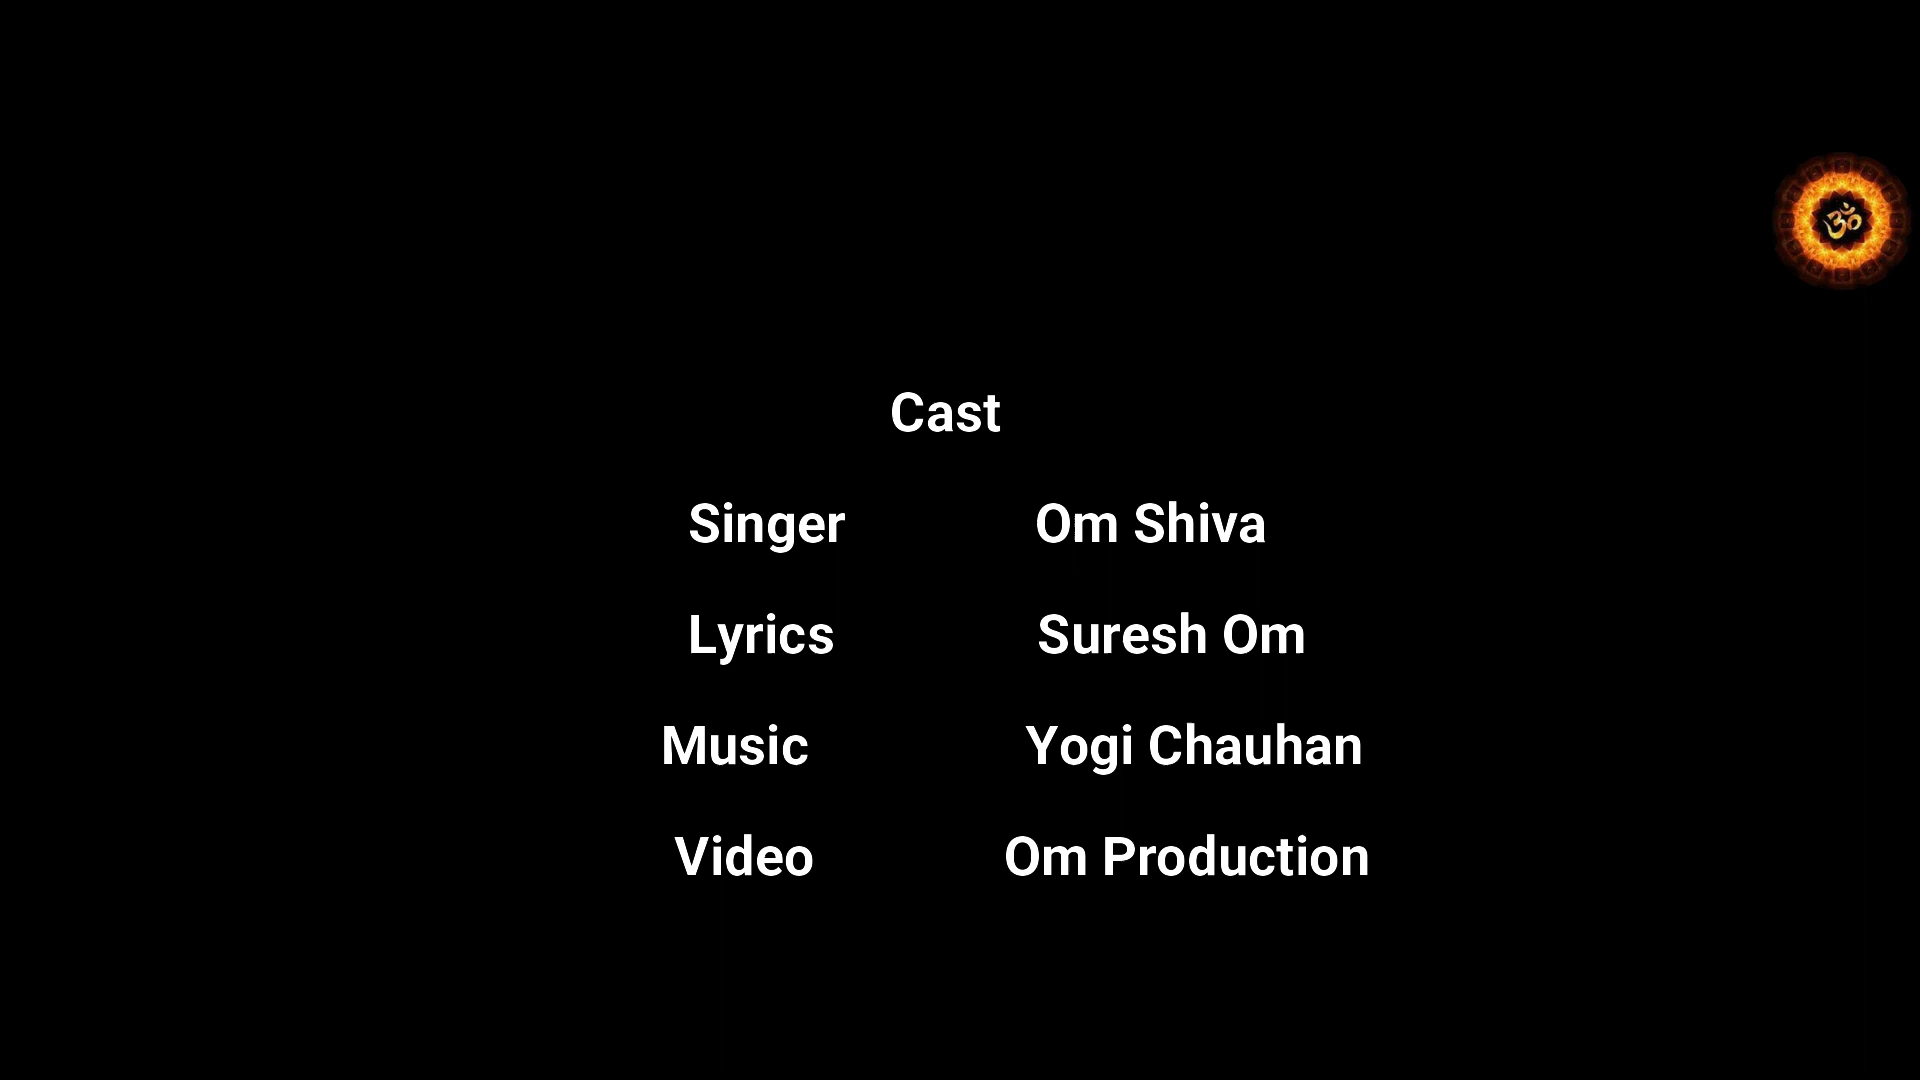 ॐ
Cast
Singer Om Shiva
Lyrics Suresh Om
Music Yogi Chauhan
Video Om Production